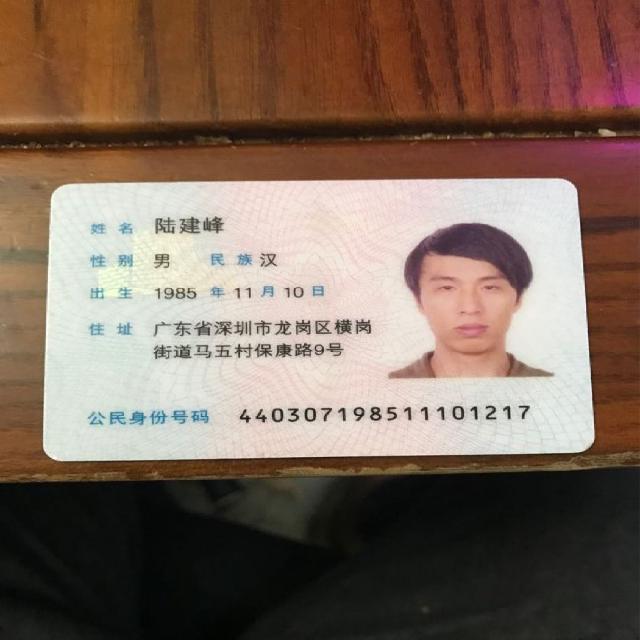 姓名 陆建峰
性别 男 民族 汉
出生 1985 年 11 月 10 日
住址 广东省深圳市龙岗区横岗
街道马五村保康路9号
公民身份号码 440307198511101217